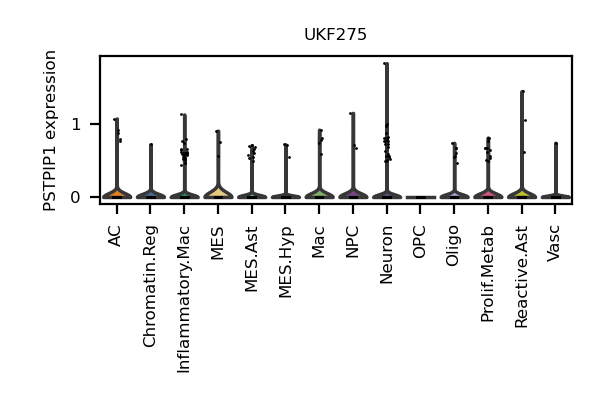 UKF275
PSTPIP1 expression
1
0
AC
Chromatin.Reg
Inflammatory.Mac
MES
MES.Ast
MES.Hyp
Mac
NPC
Neuron
OPC
Oligo
Prolif.Metab
Reactive.Ast
Vasc